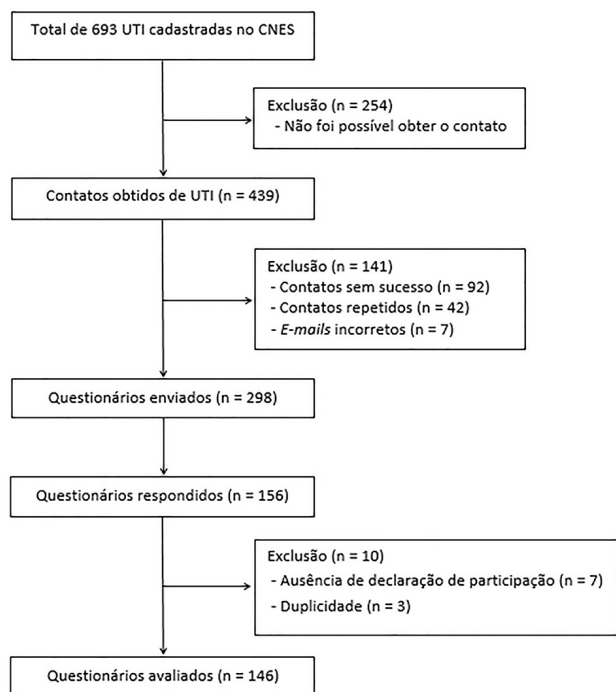 Total de 693 UTI cadastradas no CNES
Exclusão (n = 254)
- Não foi possível obter o contato
Contatos obtidos de UTI (n = 439)
Exclusão (n = 141)
- Contatos sem sucesso (n = 92)
- Contatos repetidos (n = 42)
- E-mails incorretos (n = 7)
Questionários enviados (n = 298)
Questionários respondidos (n = 156)
Exclusão (n = 10)
- Ausência de declaração de participação (n = 7)
- Duplicidade (n = 3)
Questionários avaliados (n = 146)